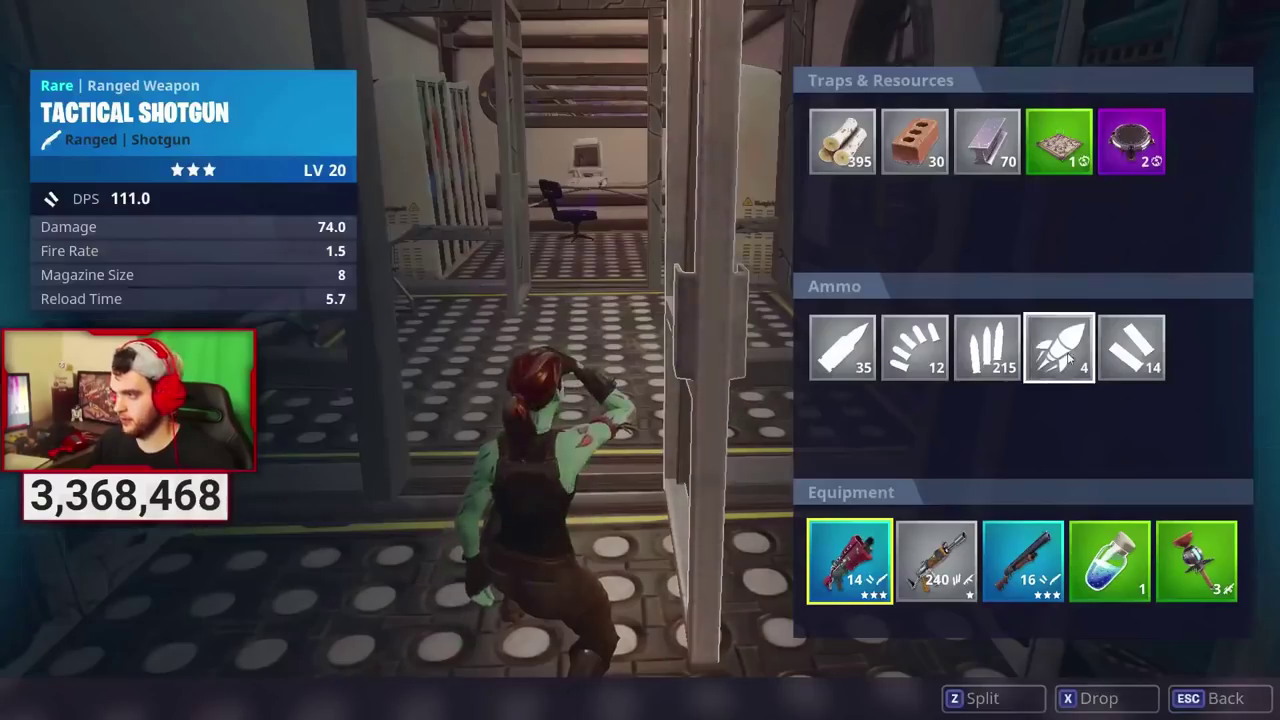 Rare | Ranged Weapon
TACTICAL SHOTGUN
Ranged | Shotgun
LV 20
DPS 111.0
Damage 74.0
Fire Rate 1.5
Magazine Size 8
Reload Time 5.7
3,368,468
Traps & Resources
395 30 70 1 2
Ammo
35 12 215 4 14
Equipment
14 240 16 1 3
Z Split X Drop ESC Back